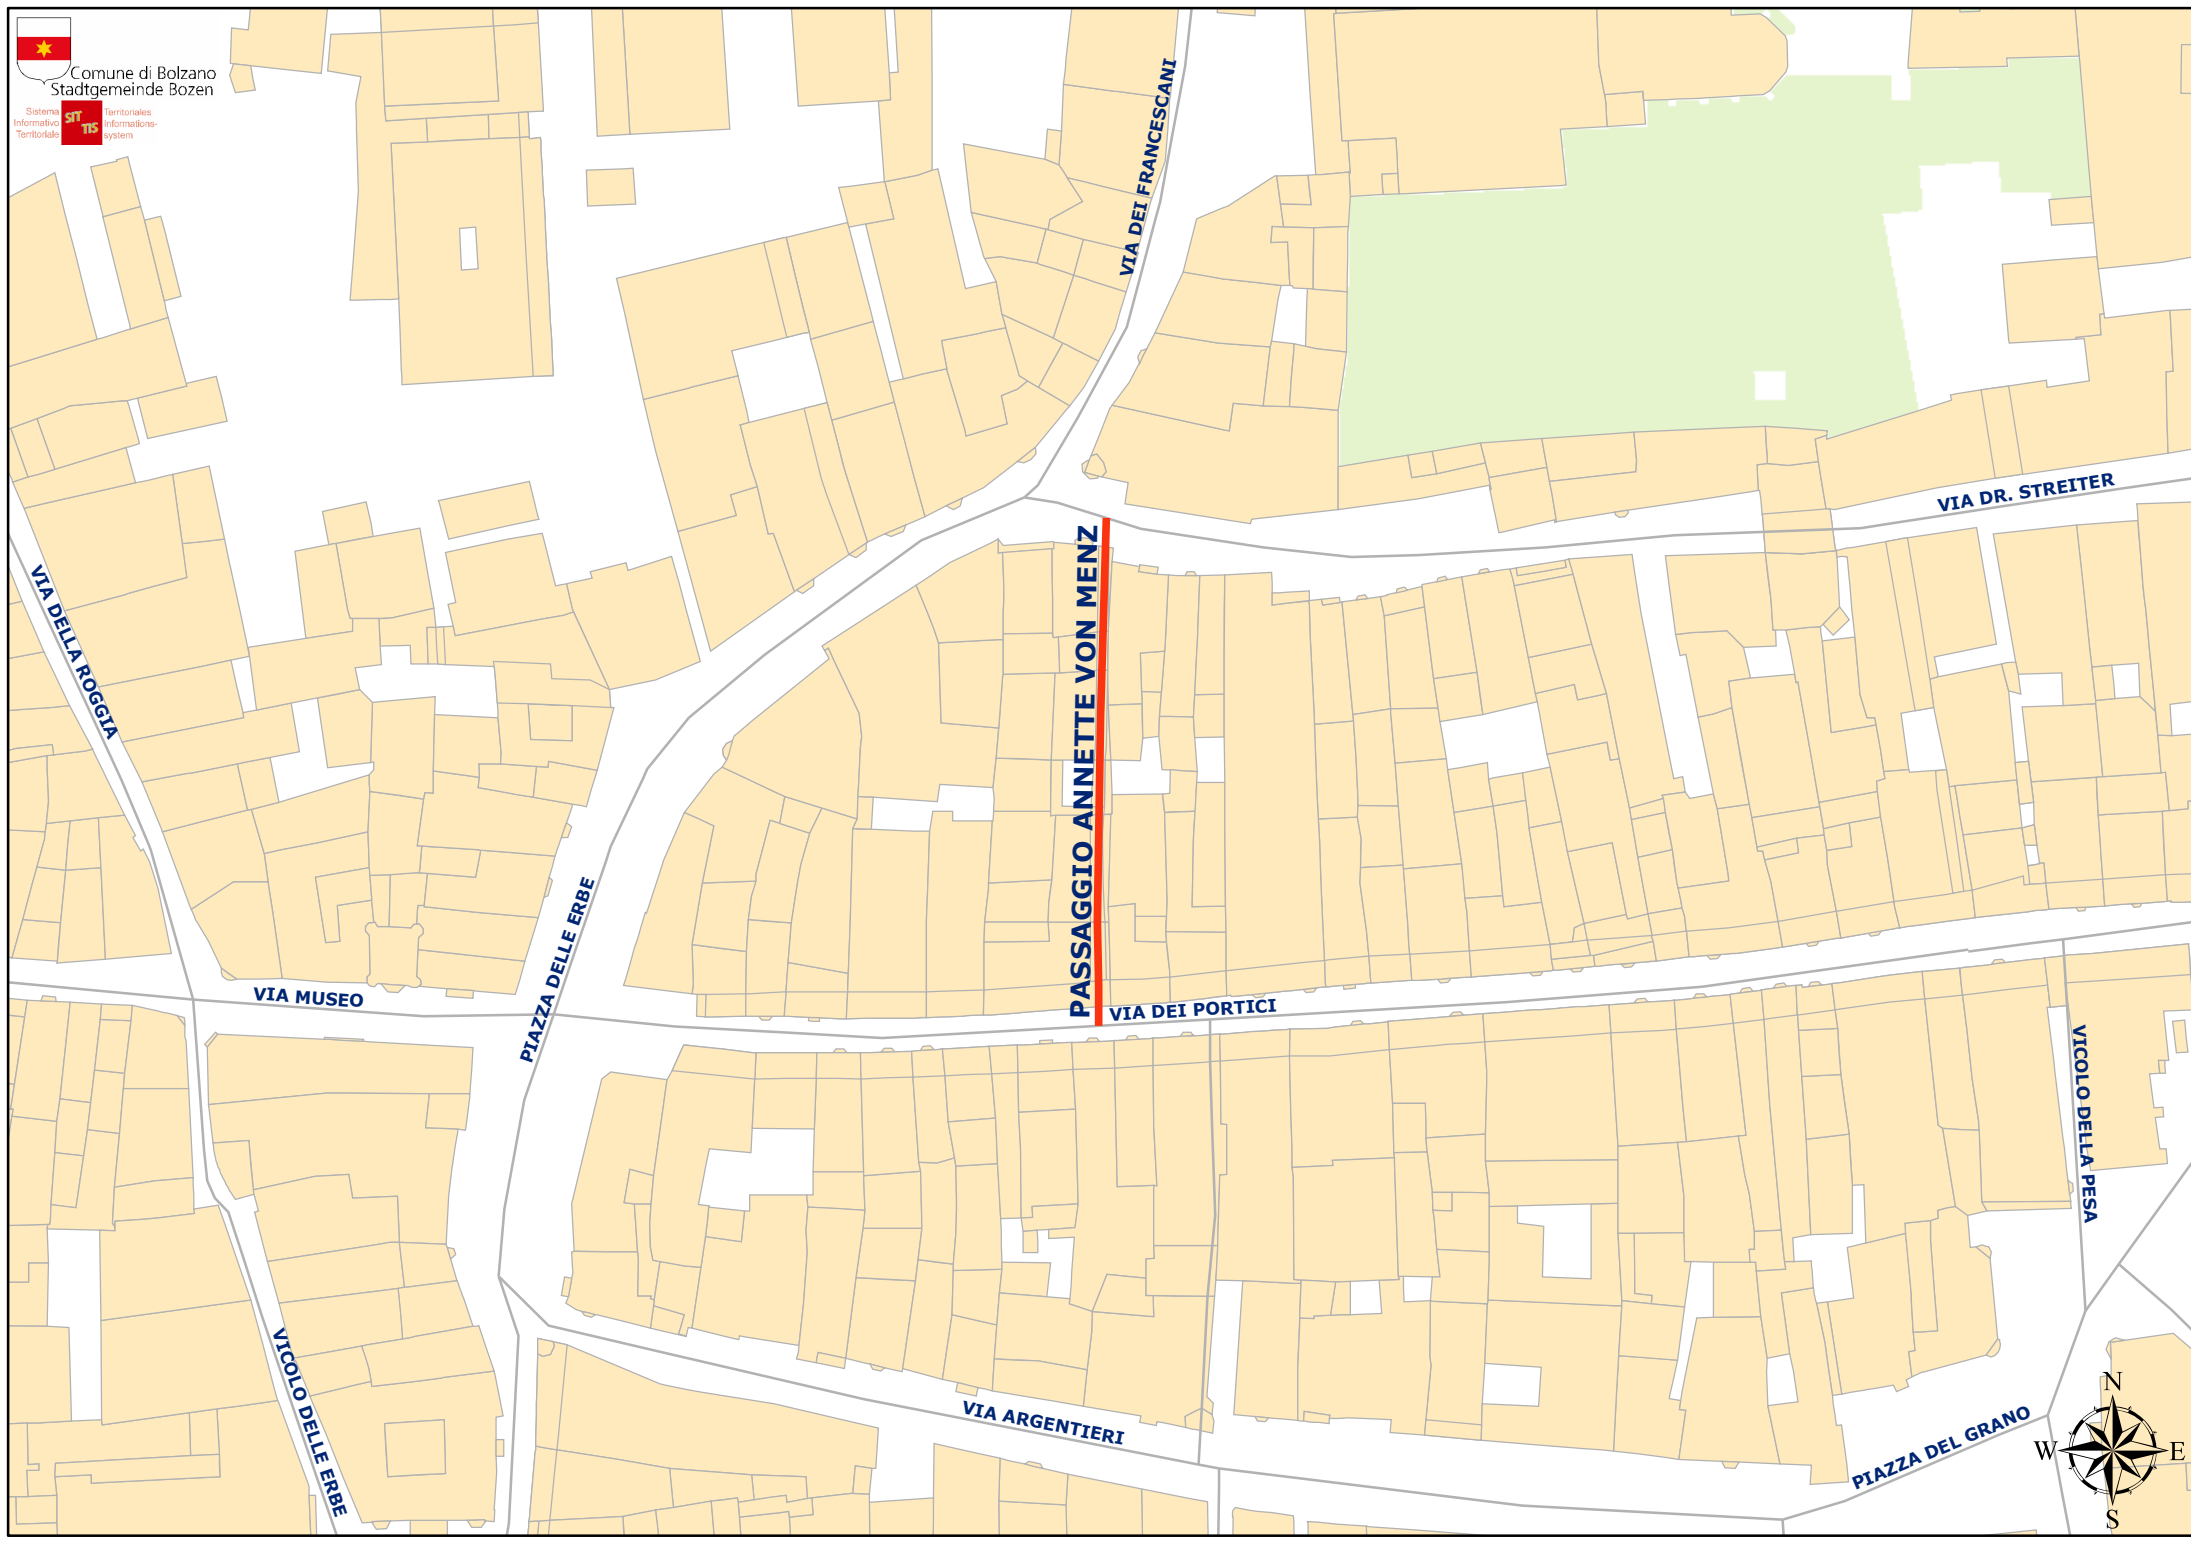 Comune di Bolzano
Stadtgemeinde Bozen
Sistema
Informativo
Territoriale
SIT
TIS
Territoriales
Informations-
system
VIA DEI FRANCESCANI
VIA DR. STREITER
PASSAGGIO ANNETTE VON MENZ
VIA DELLA ROGGIA
PIAZZA DELLE ERBE
VIA MUSEO
VIA DEI PORTICI
VICOLO DELLA PESA
VICOLO DELLE ERBE
VIA ARGENTIERI
PIAZZA DEL GRANO
N
W
E
S